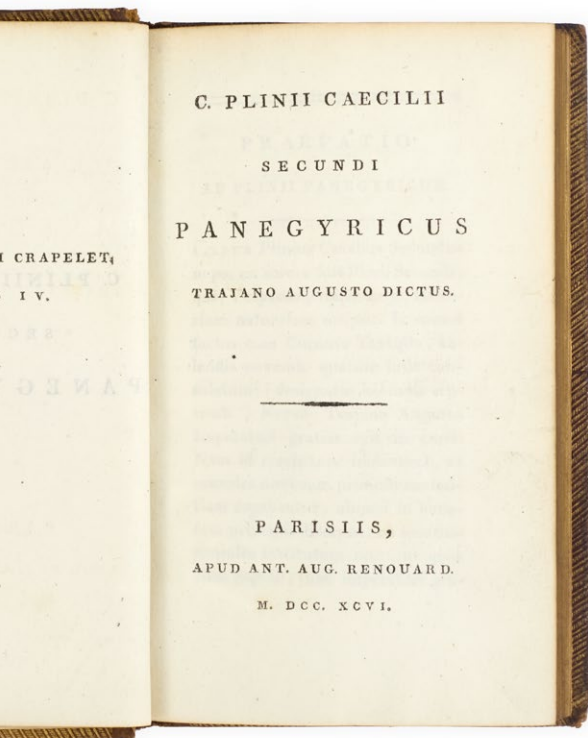 I CRAPELET,
I V.
C. PLINII CAECILII
SECUNDI
PANEGYRICUS
TRAJANO AUGUSTO DICTUS.
PARISIIS,
APUD ANT. AUG. RENOUARD.
M. DCC. XCVI.